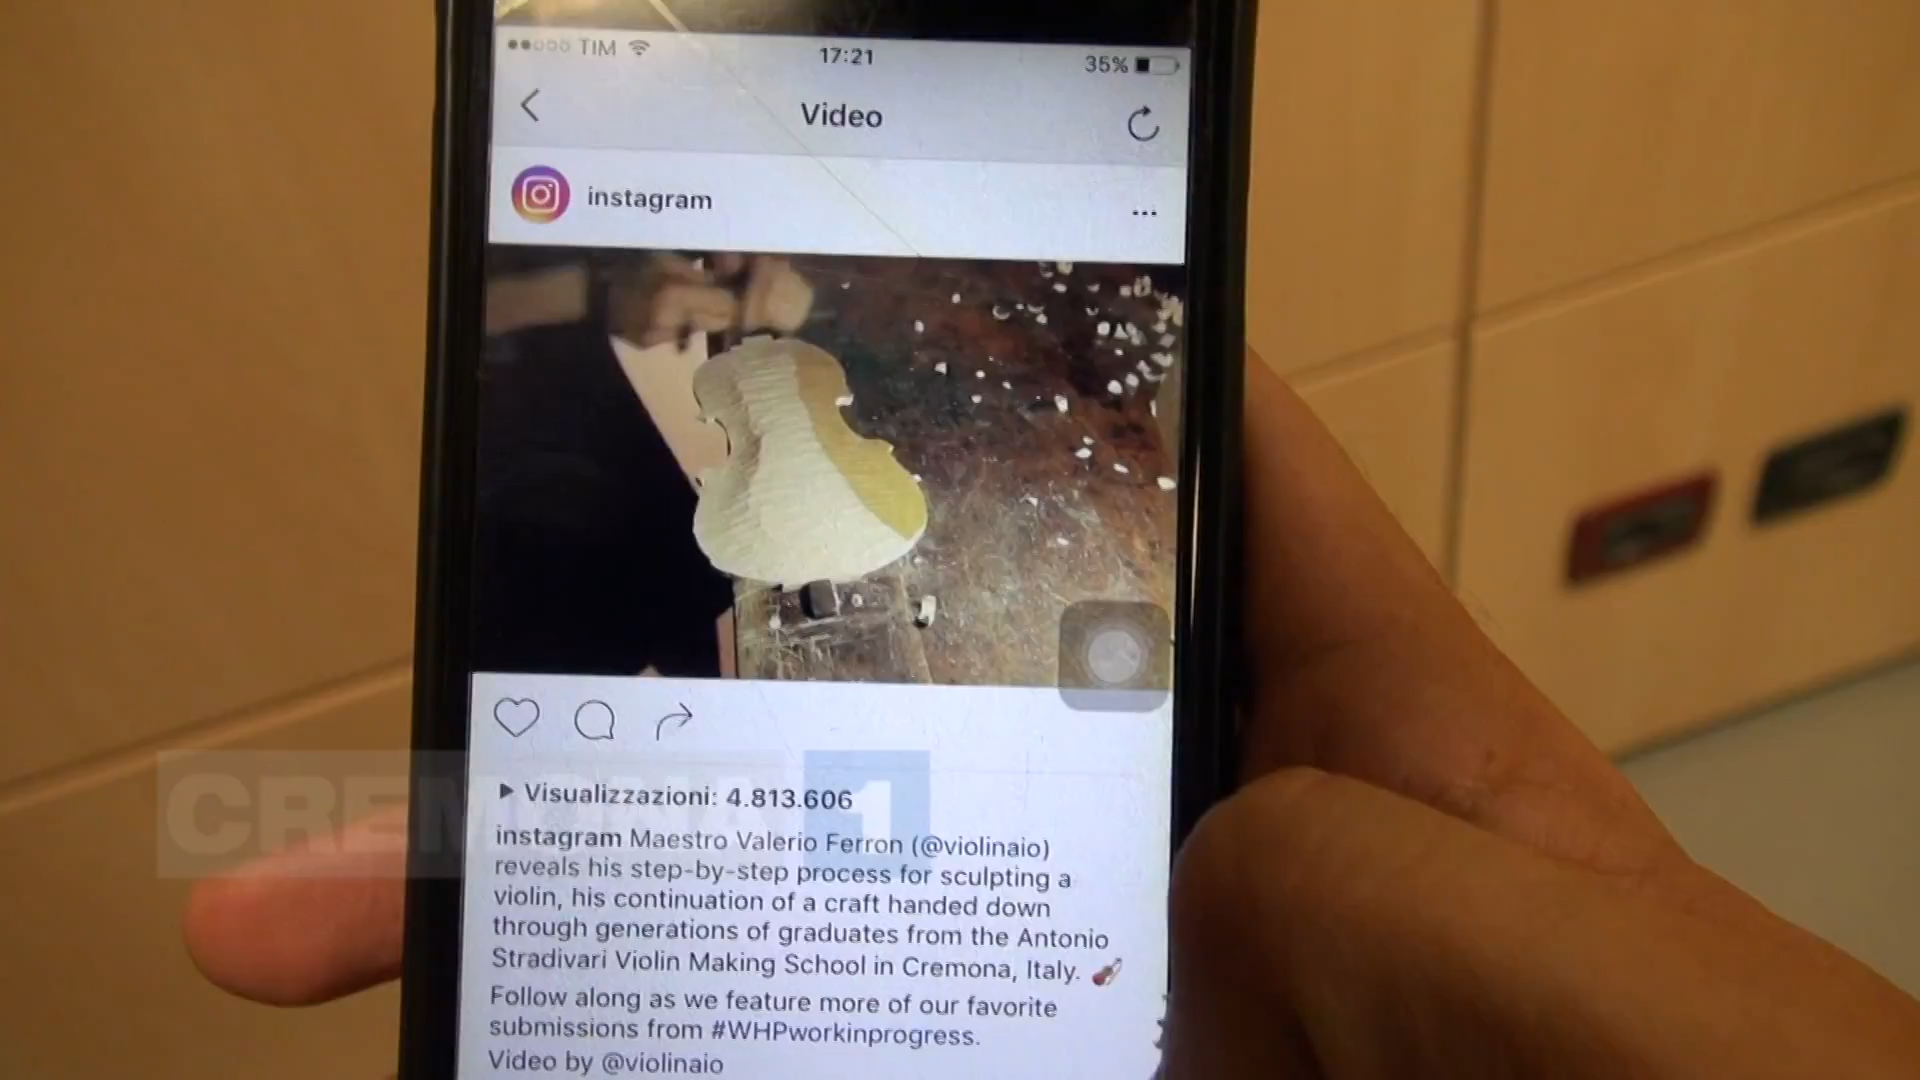 TIM
17:21
35%
Video
instagram
Visualizzazioni: 4.813.606
instagram Maestro Valerio Ferron (@violinaio)
reveals his step-by-step process for sculpting a
violin, his continuation of a craft handed down
through generations of graduates from the Antonio
Stradivari Violin Making School in Cremona, Italy. 🎻
Follow along as we feature more of our favorite
submissions from #WHPworkinprogress.
Video by @violinaio
CREMONA 1